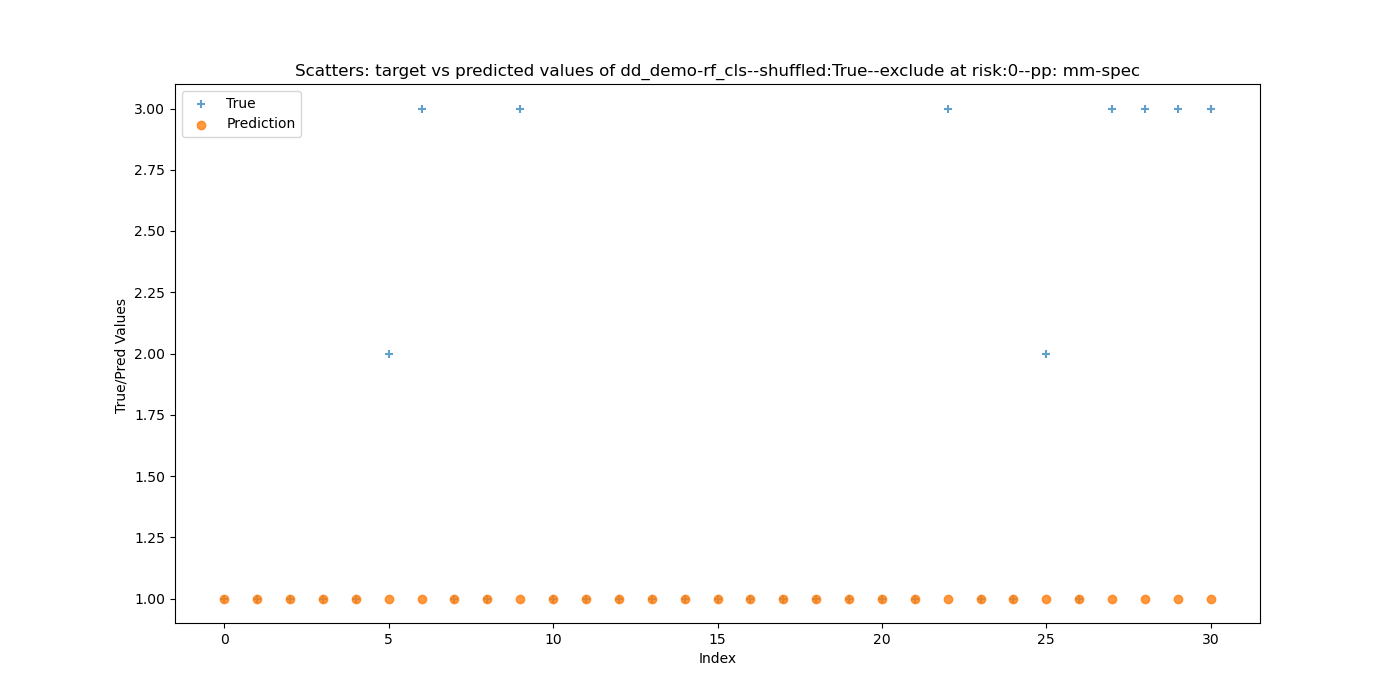 Scatters: target vs predicted values of dd_demo-rf_cls--shuffled:True--exclude at risk:0--pp: mm-spec
True
Prediction
True/Pred Values
3.00
2.75
2.50
2.25
2.00
1.75
1.50
1.25
1.00
0 5 10 15 20 25 30
Index